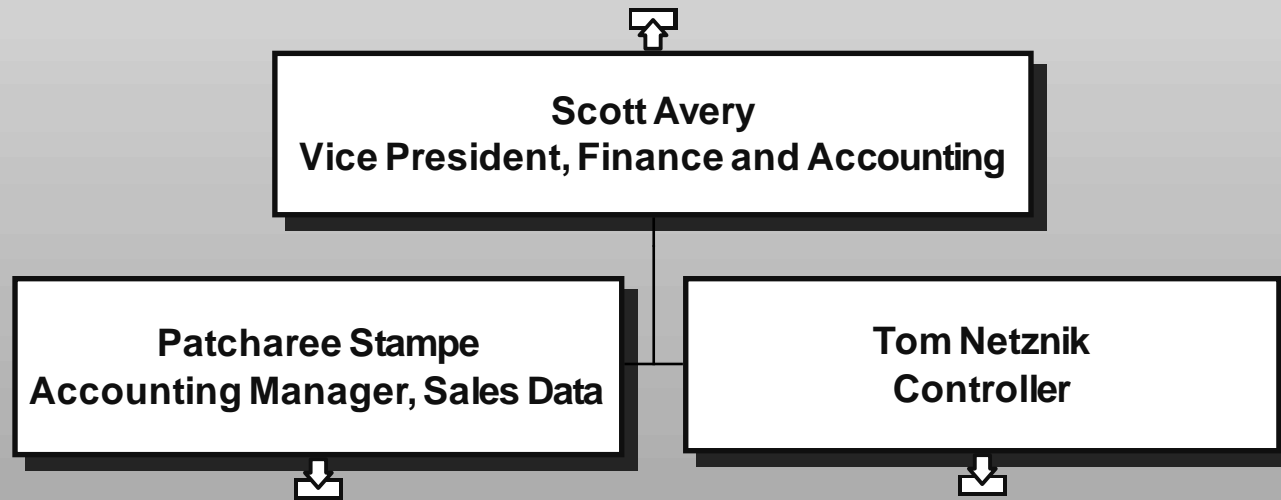 Scott Avery
Vice President, Finance and Accounting
Patcharee Stampe
Accounting Manager, Sales Data
Tom Netznik
Controller